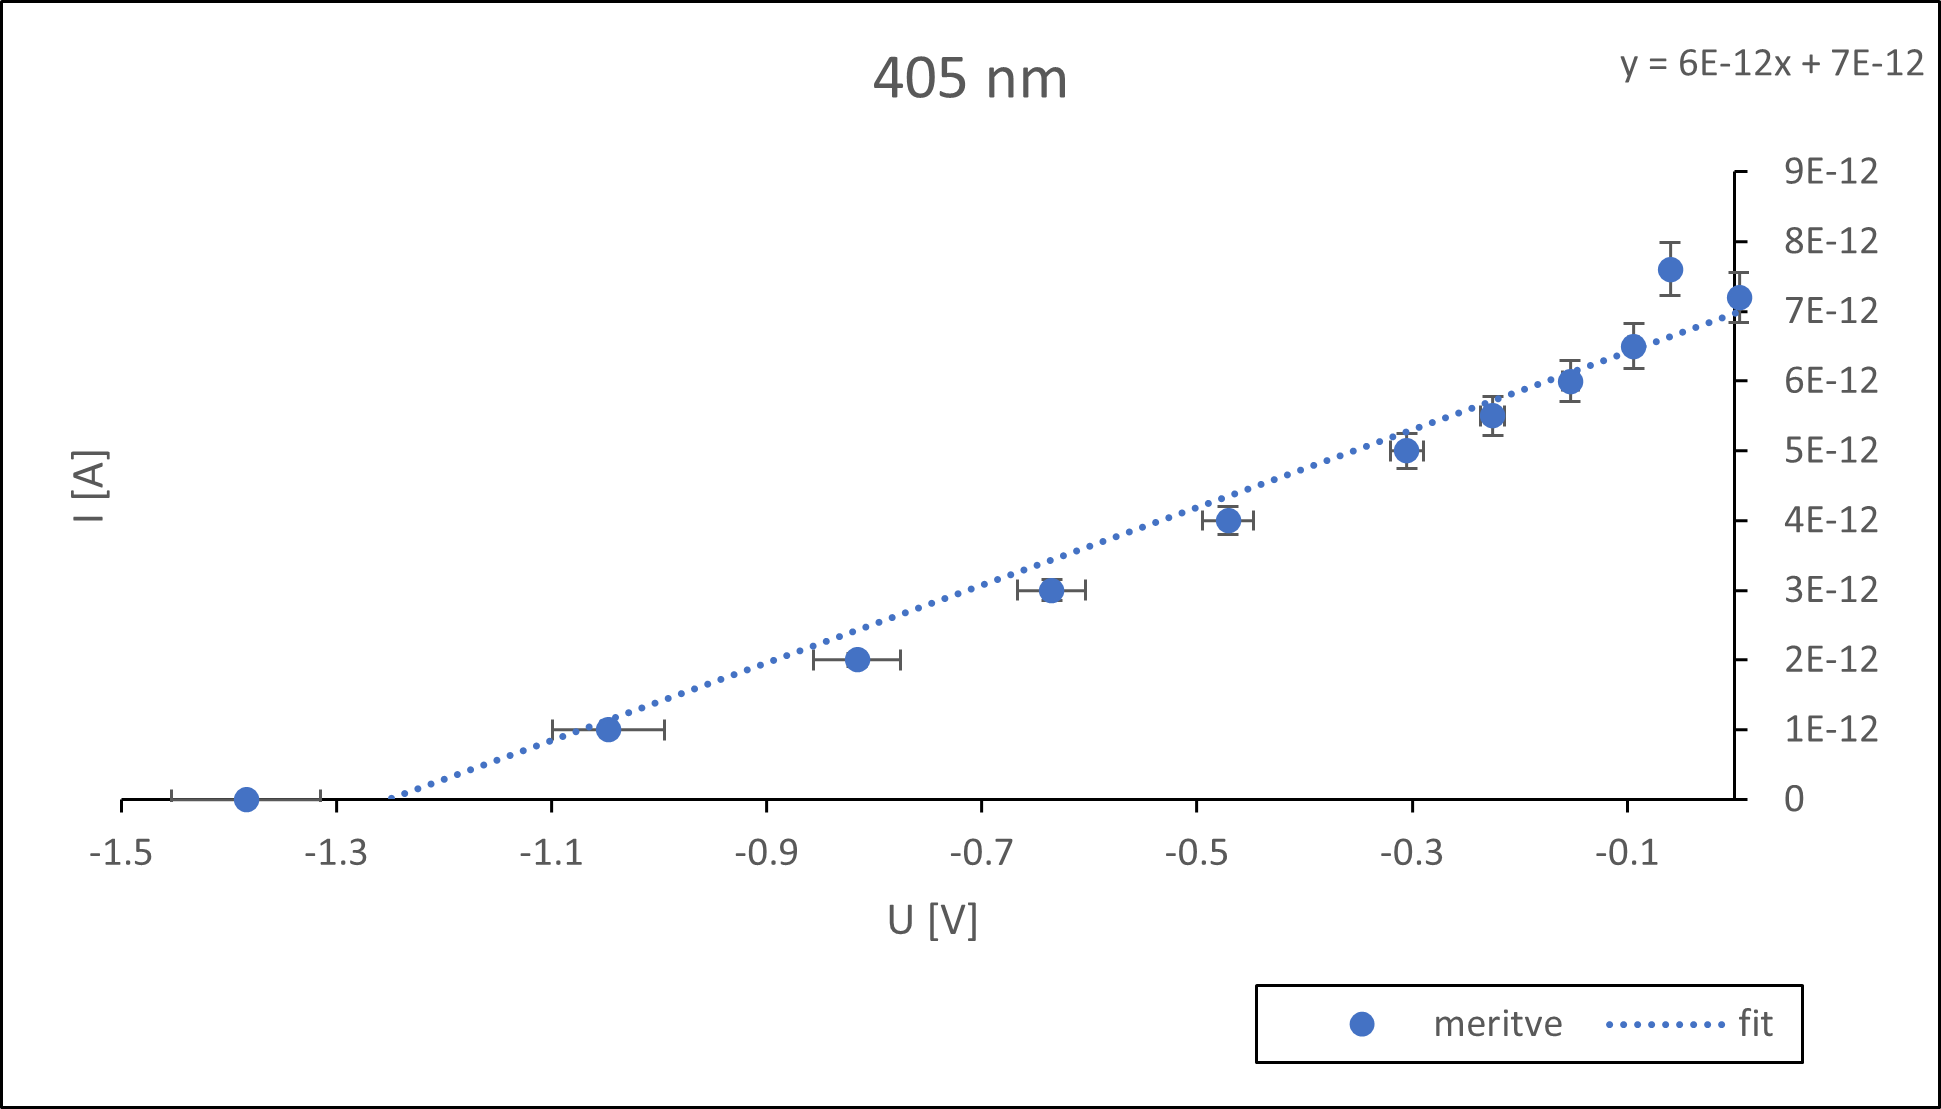 405 nm
y = 6E-12x + 7E-12
9E-12
8E-12
7E-12
6E-12
5E-12
4E-12
3E-12
2E-12
1E-12
0
I [A]
-1.5 -1.3 -1.1 -0.9 -0.7 -0.5 -0.3 -0.1
U [V]
meritve fit